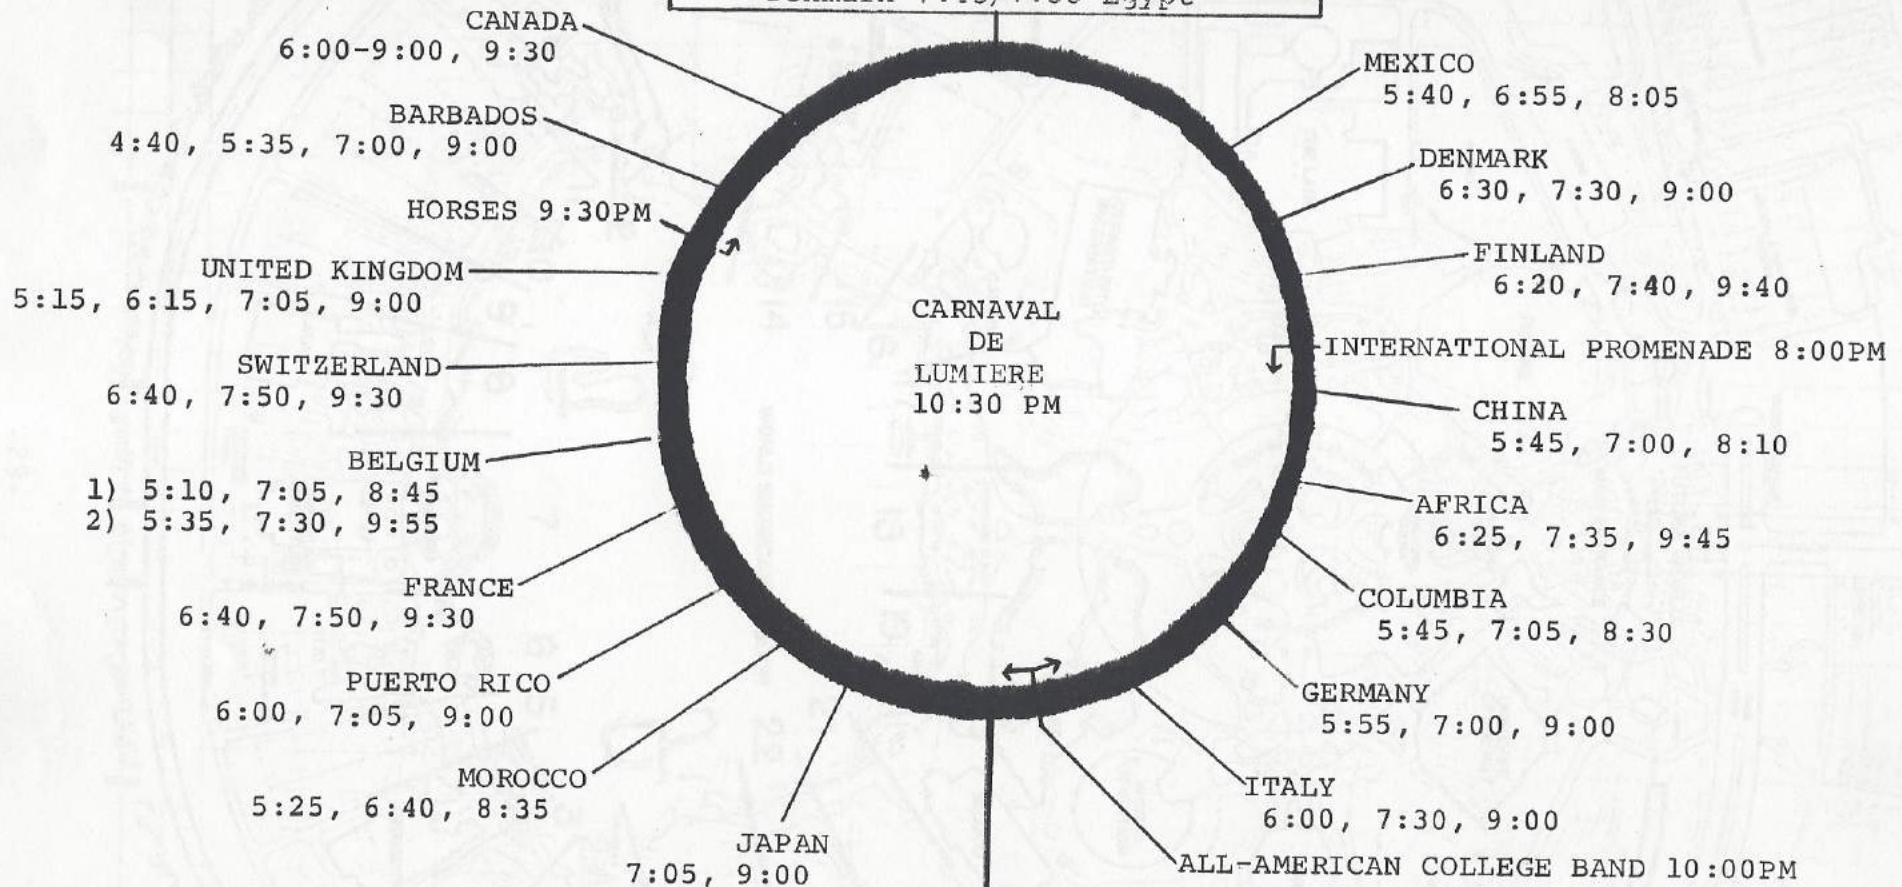 CANADA
6:00-9:00, 9:30
BARBADOS
4:40, 5:35, 7:00, 9:00
HORSES 9:30PM
UNITED KINGDOM
5:15, 6:15, 7:05, 9:00
SWITZERLAND
6:40, 7:50, 9:30
BELGIUM
1) 5:10, 7:05, 8:45
2) 5:35, 7:30, 9:55
FRANCE
6:40, 7:50, 9:30
PUERTO RICO
6:00, 7:05, 9:00
MOROCCO
5:25, 6:40, 8:35
JAPAN
7:05, 9:00
CARNAVAL
DE
LUMIERE
10:30 PM
MEXICO
5:40, 6:55, 8:05
DENMARK
6:30, 7:30, 9:00
FINLAND
6:20, 7:40, 9:40
INTERNATIONAL PROMENADE 8:00PM
CHINA
5:45, 7:00, 8:10
AFRICA
6:25, 7:35, 9:45
COLUMBIA
5:45, 7:05, 8:30
GERMANY
5:55, 7:00, 9:00
ITALY
6:00, 7:30, 9:00
ALL-AMERICAN COLLEGE BAND 10:00PM